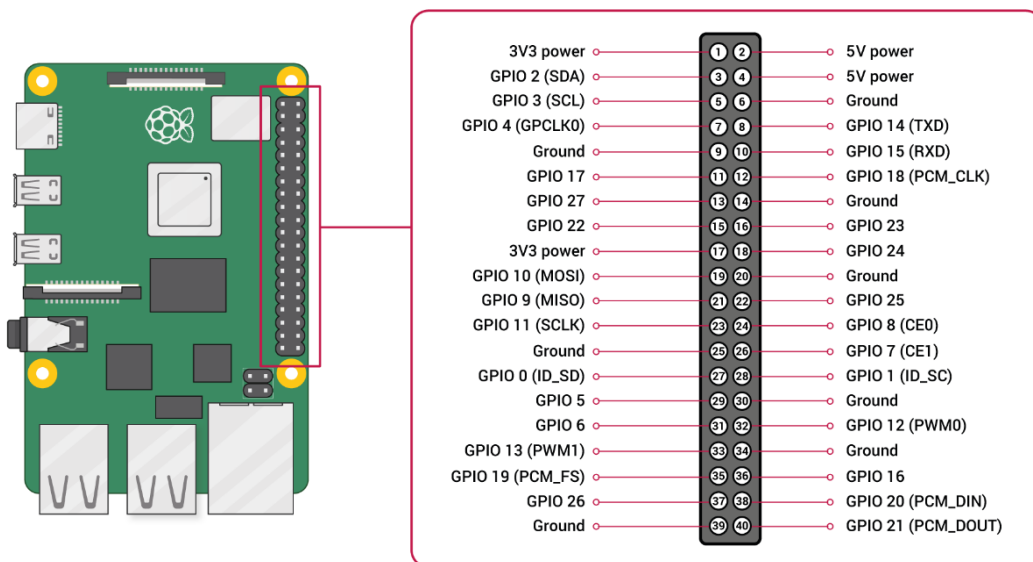 3V3 power 1 2 5V power
GPIO 2 (SDA) 3 4 5V power
GPIO 3 (SCL) 5 6 Ground
GPIO 4 (GPCLK0) 7 8 GPIO 14 (TXD)
Ground 9 10 GPIO 15 (RXD)
GPIO 17 11 12 GPIO 18 (PCM_CLK)
GPIO 27 13 14 Ground
GPIO 22 15 16 GPIO 23
3V3 power 17 18 GPIO 24
GPIO 10 (MOSI) 19 20 Ground
GPIO 9 (MISO) 21 22 GPIO 25
GPIO 11 (SCLK) 23 24 GPIO 8 (CE0)
Ground 25 26 GPIO 7 (CE1)
GPIO 0 (ID_SD) 27 28 GPIO 1 (ID_SC)
GPIO 5 29 30 Ground
GPIO 6 31 32 GPIO 12 (PWM0)
GPIO 13 (PWM1) 33 34 Ground
GPIO 19 (PCM_FS) 35 36 GPIO 16
GPIO 26 37 38 GPIO 20 (PCM_DIN)
Ground 39 40 GPIO 21 (PCM_DOUT)